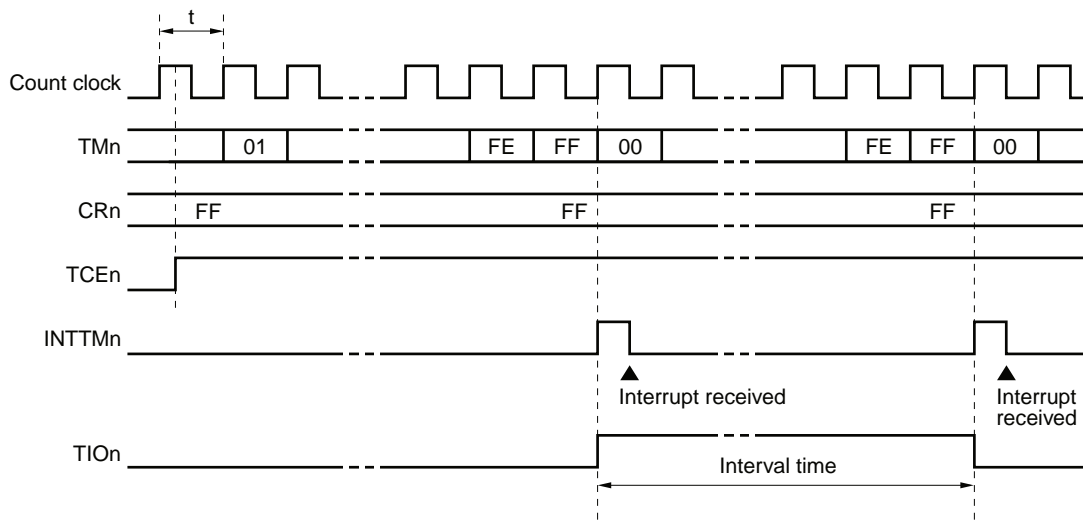 t
Count clock
TMn 01 FE FF 00 FE FF 00
CRn FF FF FF
TCEn
INTTMn
Interrupt received Interrupt
received
TIOn
Interval time